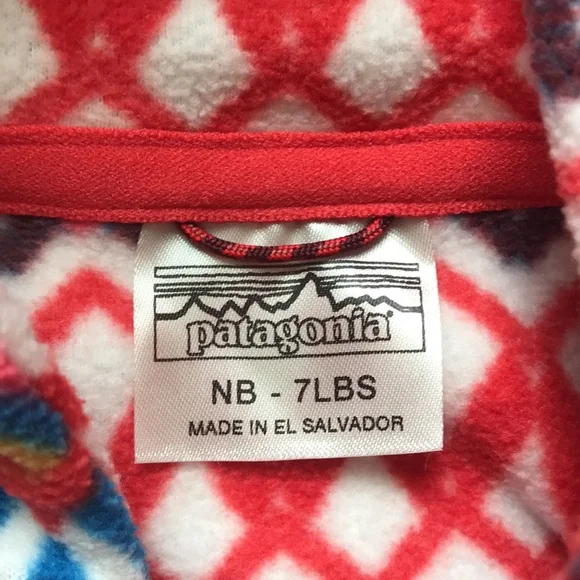 patagonia®
NB - 7LBS
MADE IN EL SALVADOR